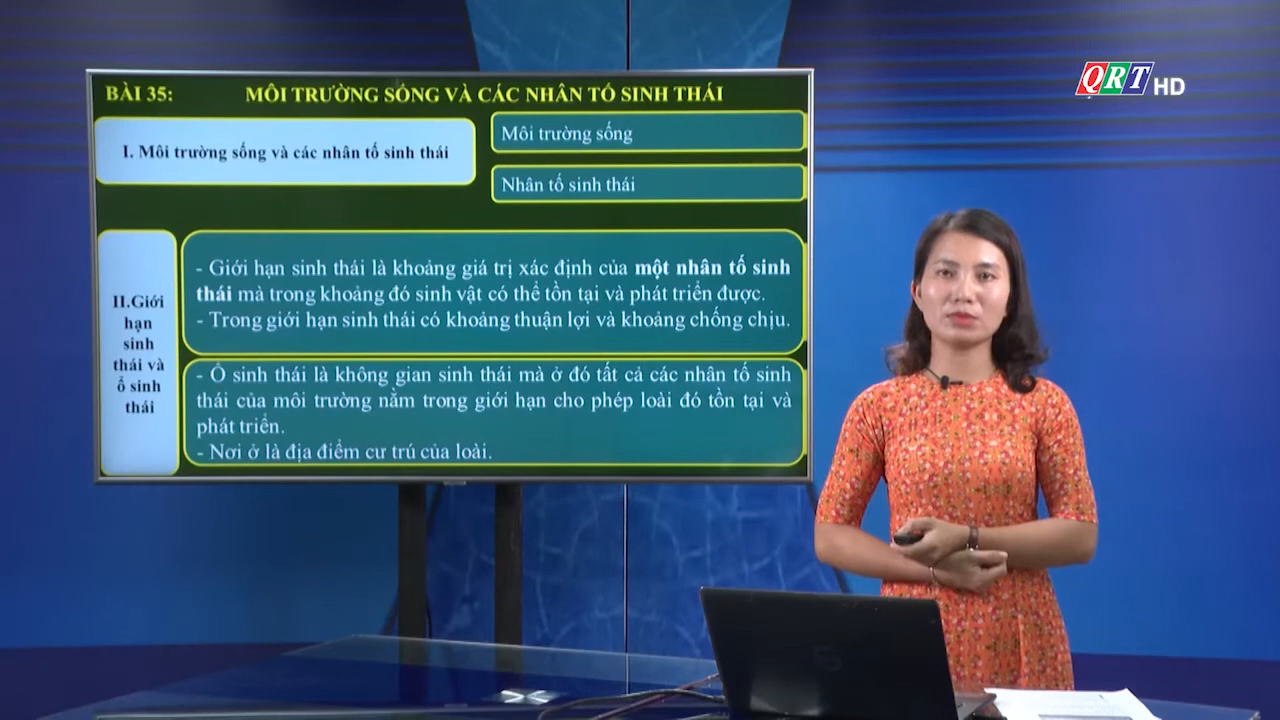 BÀI 35: MÔI TRƯỜNG SỐNG VÀ CÁC NHÂN TỐ SINH THÁI
I. Môi trường sống và các nhân tố sinh thái
Môi trường sống
Nhân tố sinh thái
II.Giới
hạn
sinh
thái và
ổ sinh
thái
- Giới hạn sinh thái là khoảng giá trị xác định của một nhân tố sinh
thái mà trong khoảng đó sinh vật có thể tồn tại và phát triển được.
- Trong giới hạn sinh thái có khoảng thuận lợi và khoảng chống chịu.
- Ổ sinh thái là không gian sinh thái mà ở đó tất cả các nhân tố sinh
thái của môi trường nằm trong giới hạn cho phép loài đó tồn tại và
phát triển.
- Nơi ở là địa điểm cư trú của loài.
QRT HD